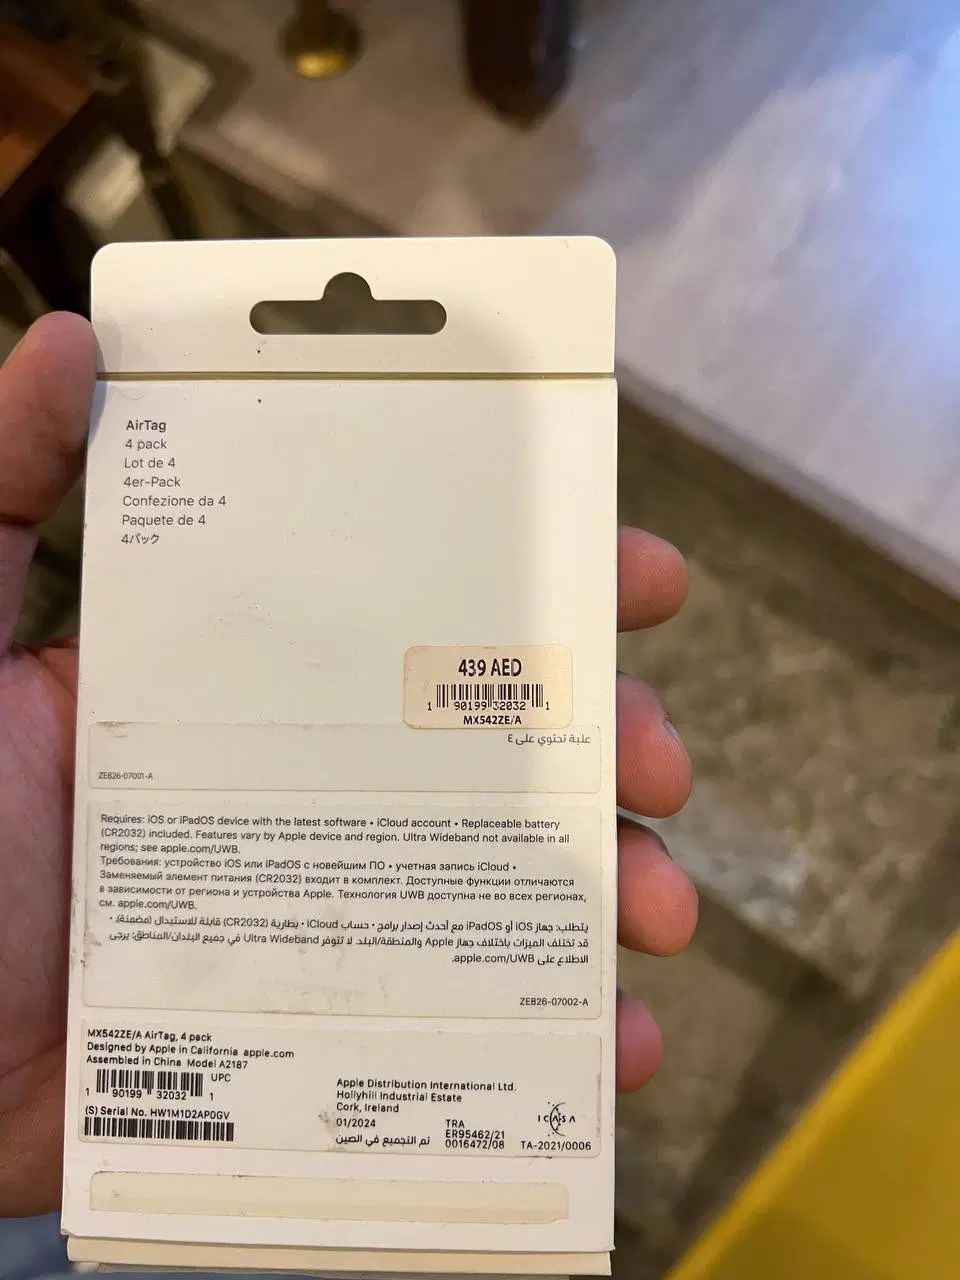 AirTag
4 pack
Lot de 4
4er-Pack
Confezione da 4
Paquete de 4
4パック
439 AED
1 90199 32032 1
MX542ZE/A
علبة تحتوي على ٤
ZE826-07001-A
Requires: iOS or iPadOS device with the latest software • iCloud account • Replaceable battery
(CR2032) included. Features vary by Apple device and region. Ultra Wideband not available in all
regions; see apple.com/UWB.
Требования: устройство iOS или iPadOS с новейшим ПО • учетная запись iCloud •
Заменяемый элемент питания (CR2032) входит в комплект. Доступные функции отличаются
в зависимости от региона и устройства Apple. Технология UWB доступна не во всех регионах,
см. apple.com/UWB.
يتطلب: جهاز iOS أو iPadOS مع أحدث إصدار برامج • حساب iCloud • بطارية (CR2032) قابلة للاستبدال (مضمّنة). •
قد تختلف الميزات باختلاف جهاز Apple والمنطقة/البلد. لا تتوفر Ultra Wideband في جميع البلدان/المناطق؛ يرجى
الاطلاع على apple.com/UWB.
ZE826-07002-A
MX542ZE/A AirTag, 4 pack
Designed by Apple in California apple.com
Assembled in China Model A2187
UPC
1 90199 32032 1
(S) Serial No. HW1M1D2AP0GV
Apple Distribution International Ltd.
Hollyhill Industrial Estate
Cork, Ireland
01/2024
تم التجميع في الصين
TRA
ER95462/21
0016472/08
ICASA
TA-2021/0006